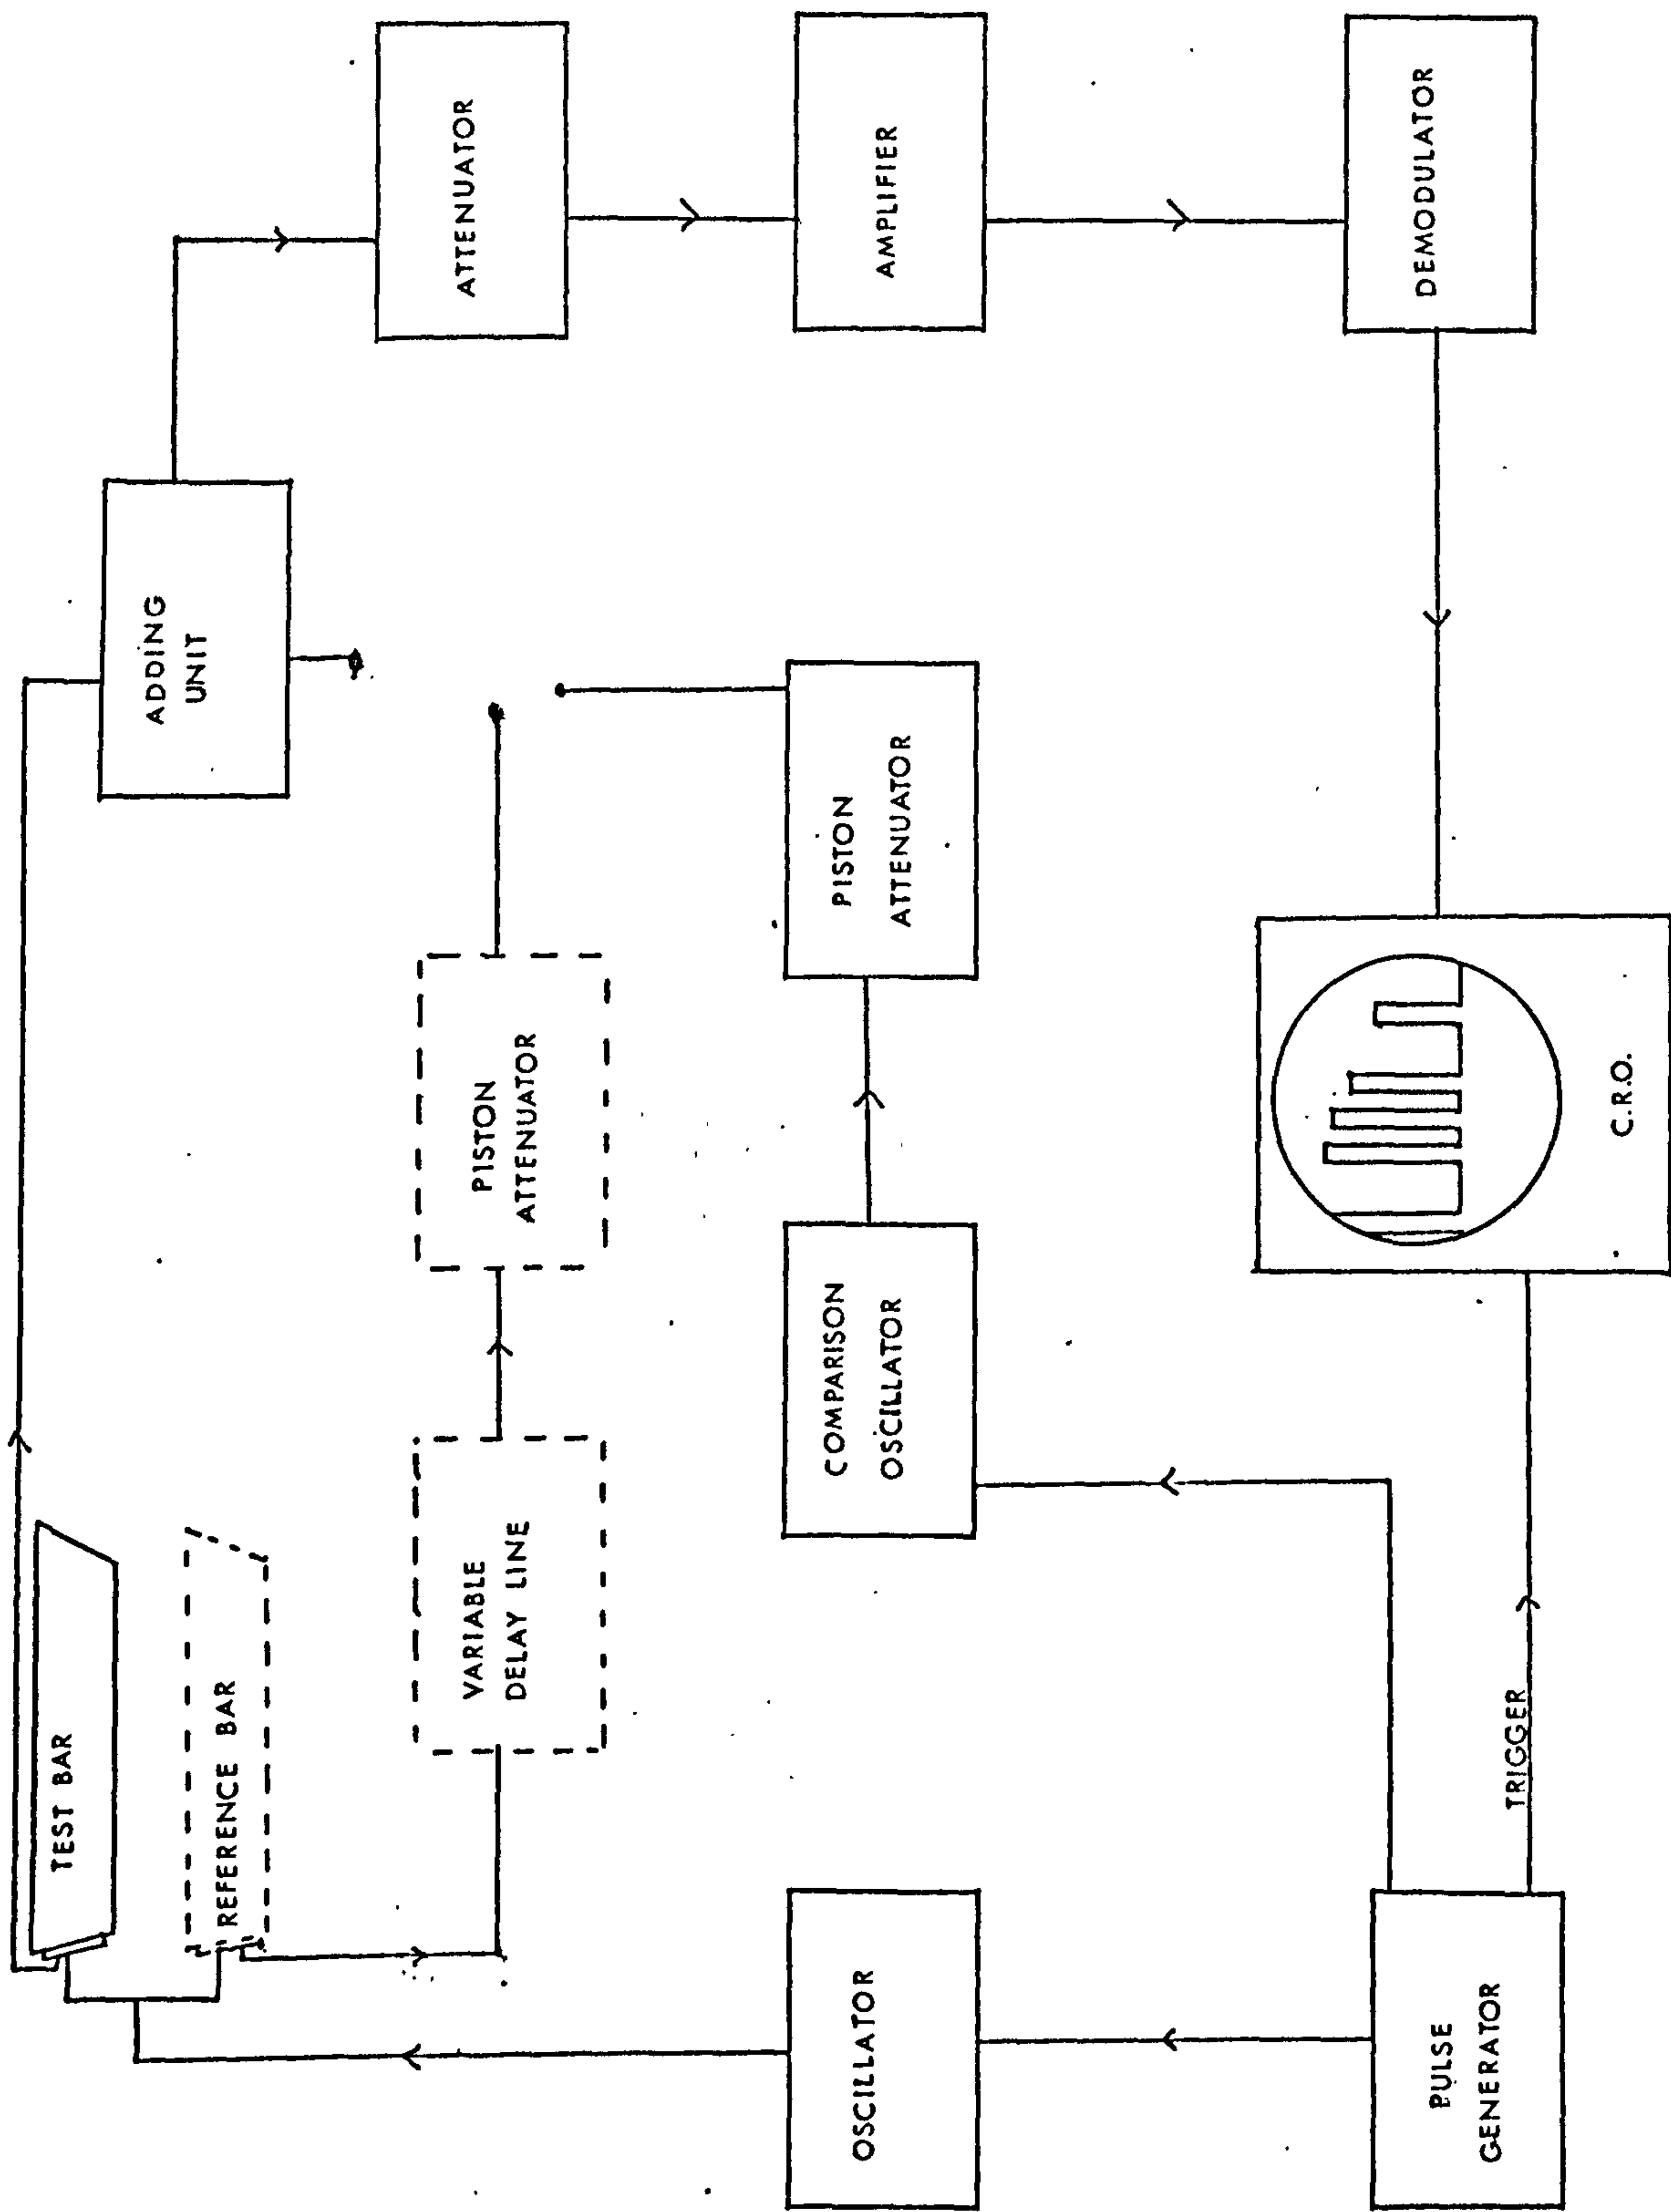 TEST BAR
REFERENCE BAR
ADDING
UNIT
ATTENUATOR
VARIABLE
DELAY LINE
PISTON
ATTENUATOR
OSCILLATOR
COMPARISON
OSCILLATOR
PISTON
ATTENUATOR
AMPLIFIER
PULSE
GENERATOR
TRIGGER
C.R.O.
DEMODULATOR